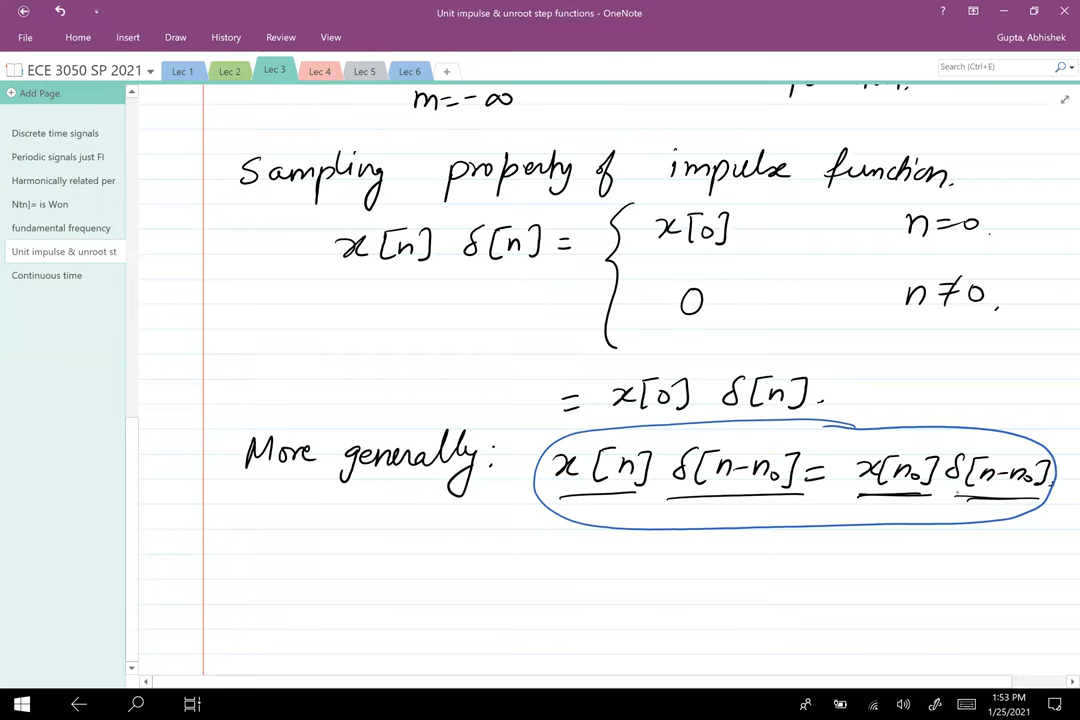 Unit impulse & unroot step functions - OneNote
?
File Home Insert Draw History Review View
Gupta, Abhishek
ECE 3050 SP 2021
Lec 1 Lec 2 Lec 3 Lec 4 Lec 5 Lec 6 +
Search (Ctrl+E)
Add Page
Discrete time signals
Periodic signals just FI
Harmonically related per
Ntn]= is Won
fundamental frequency
Unit impulse & unroot st
Continuous time
m=-∞
Sampling property of impulse function.
x[n] δ[n] = { x[0] n=0.
0 n≠0.
= x[0] δ[n].
More generally: x[n] δ[n-n₀] = x[n₀] δ[n-n₀].
1:53 PM
1/25/2021